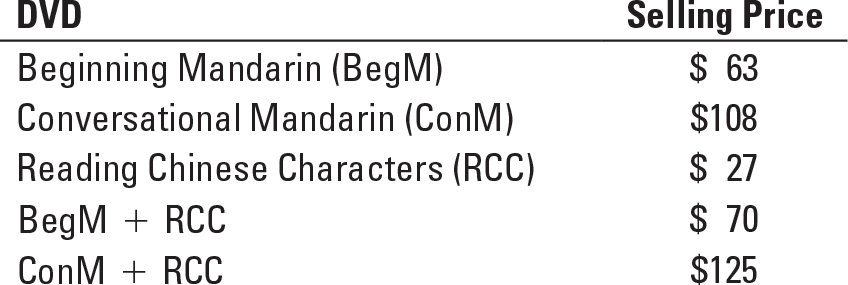 DVD Selling Price
Beginning Mandarin (BegM) $ 63
Conversational Mandarin (ConM) $108
Reading Chinese Characters (RCC) $ 27
BegM + RCC $ 70
ConM + RCC $125